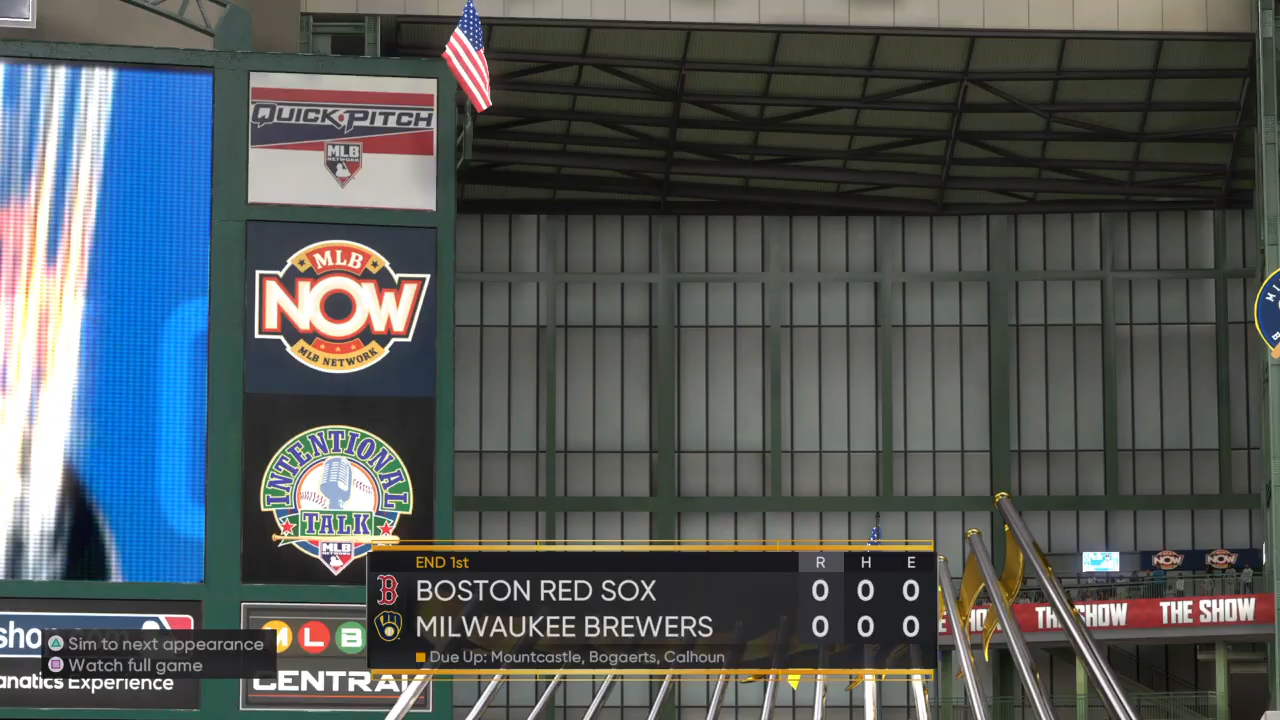 QUICK PITCH
MLB
NETWORK
MLB
NOW
MLB NETWORK
INTENTIONAL
TALK
MLB
NETWORK
END 1st R H E
BOSTON RED SOX 0 0 0
MILWAUKEE BREWERS 0 0 0
Due Up: Mountcastle, Bogaerts, Calhoun
Sim to next appearance
Watch full game
anatics Experience
M L B
CENTRAL
NOW NOW
THE SHOW THE SHOW